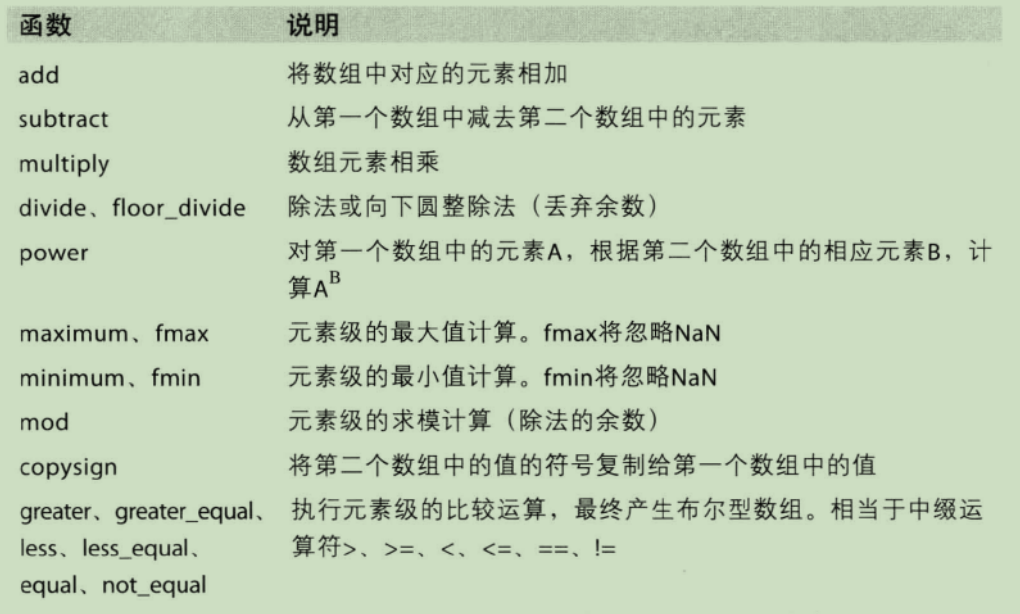 函数 说明
add 将数组中对应的元素相加
subtract 从第一个数组中减去第二个数组中的元素
multiply 数组元素相乘
divide、floor_divide 除法或向下圆整除法（丢弃余数）
power 对第一个数组中的元素A，根据第二个数组中的相应元素B，计
算A^B
maximum、fmax 元素级的最大值计算。fmax将忽略NaN
minimum、fmin 元素级的最小值计算。fmin将忽略NaN
mod 元素级的求模计算（除法的余数）
copysign 将第二个数组中的值的符号复制给第一个数组中的值
greater、greater_equal、 执行元素级的比较运算，最终产生布尔型数组。相当于中缀运
less、less_equal、 算符>、>=、<、<=、==、!=
equal、not_equal